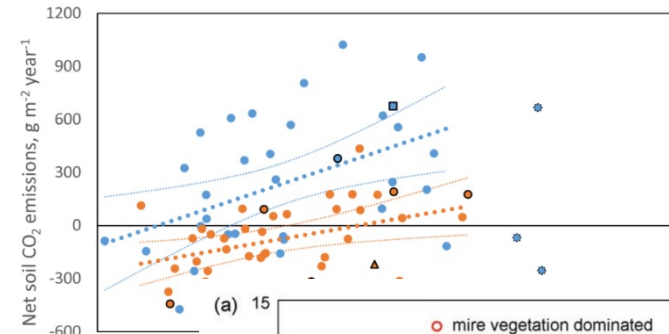 Net soil CO₂ emissions, g m⁻² year⁻¹
1200
900
600
300
0
-300
-600
(a) 15
mire vegetation dominated